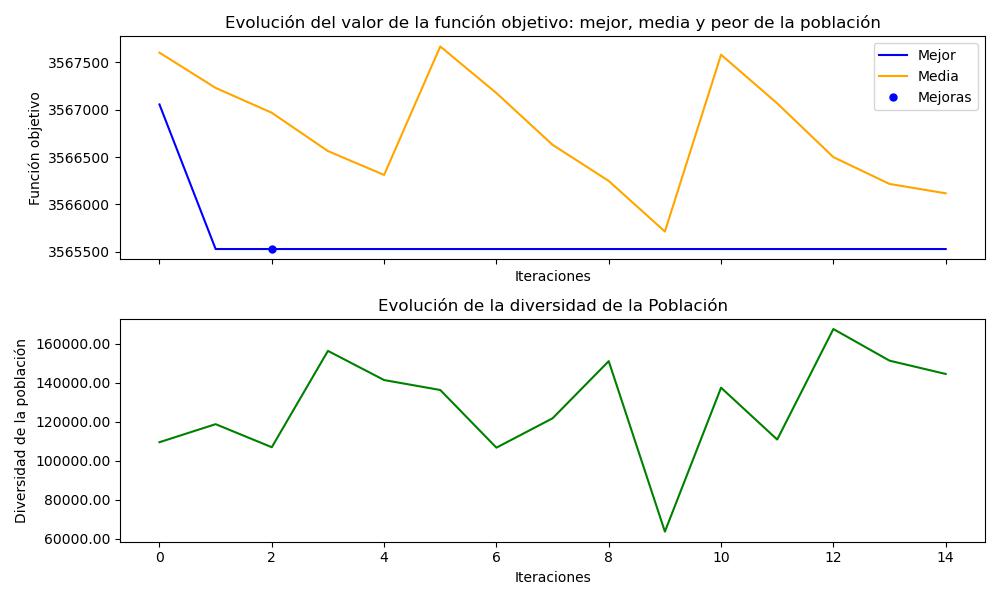 Evolución del valor de la función objetivo: mejor, media y peor de la población
Función objetivo
3567500
3567000
3566500
3566000
3565500
Mejor
Media
Mejoras
Iteraciones
Evolución de la diversidad de la Población
Diversidad de la población
160000.00
140000.00
120000.00
100000.00
80000.00
60000.00
0 2 4 6 8 10 12 14
Iteraciones